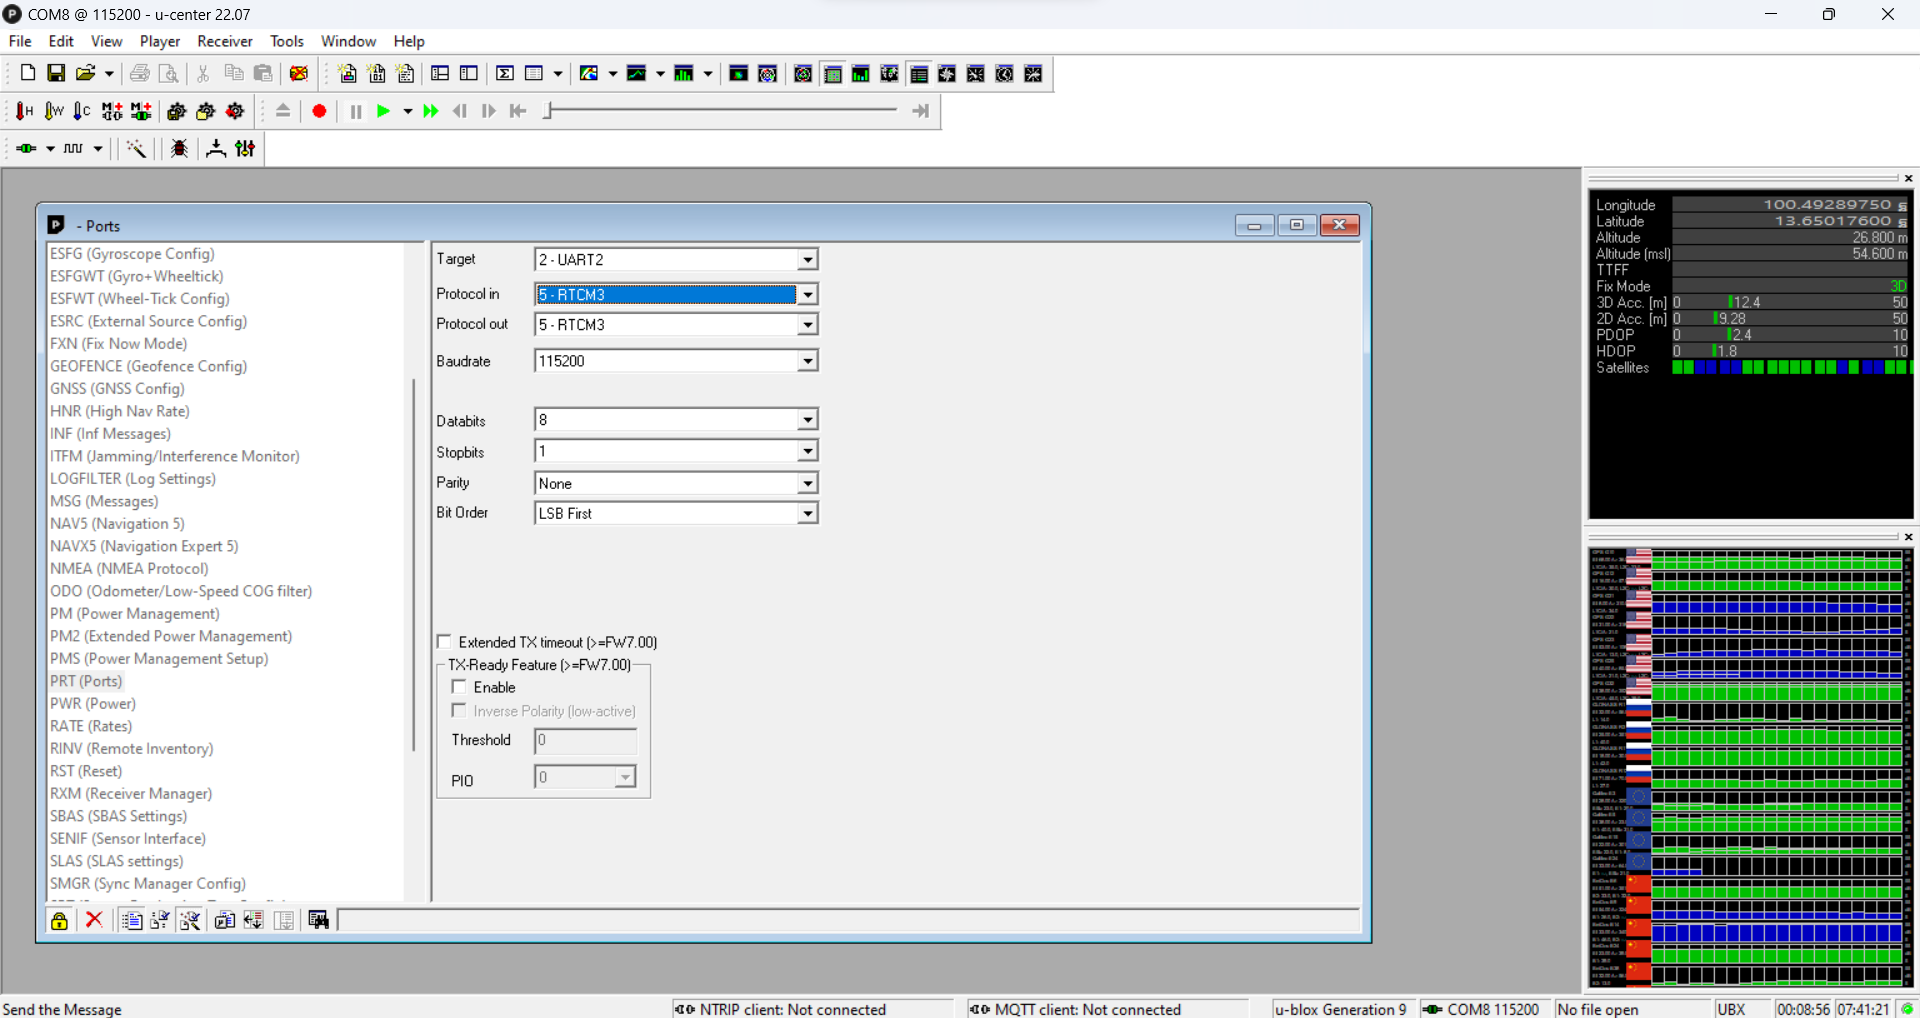 COM8 @ 115200 - u-center 22.07
File Edit View Player Receiver Tools Window Help
H W C
- Ports
ESFG (Gyroscope Config)
ESFGWT (Gyro+Wheeltick)
ESFWT (Wheel-Tick Config)
ESRC (External Source Config)
FXN (Fix Now Mode)
GEOFENCE (Geofence Config)
GNSS (GNSS Config)
HNR (High Nav Rate)
INF (Inf Messages)
ITFM (Jamming/Interference Monitor)
LOGFILTER (Log Settings)
MSG (Messages)
NAV5 (Navigation 5)
NAVX5 (Navigation Expert 5)
NMEA (NMEA Protocol)
ODO (Odometer/Low-Speed COG filter)
PM (Power Management)
PM2 (Extended Power Management)
PMS (Power Management Setup)
PRT (Ports)
PWR (Power)
RATE (Rates)
RINV (Remote Inventory)
RST (Reset)
RXM (Receiver Manager)
SBAS (SBAS Settings)
SENIF (Sensor Interface)
SLAS (SLAS settings)
SMGR (Sync Manager Config)
Target 2 - UART2
Protocol in 5 - RTCM3
Protocol out 5 - RTCM3
Baudrate 115200
Databits 8
Stopbits 1
Parity None
Bit Order LSB First
Extended TX timeout (>=FW7.00)
TX-Ready Feature (>=FW7.00)
Enable
Inverse Polarity (low-active)
Threshold 0
PIO 0
Longitude 100.49289750
Latitude 13.65017600
Altitude 26.800 m
Altitude (msl) 54.600 m
TTFF
Fix Mode 3D
3D Acc. [m] 0 12.4 50
2D Acc. [m] 0 9.28 50
PDOP 0 2.4 10
HDOP 0 1.8 10
Satellites
Send the Message
NTRIP client: Not connected
MQTT client: Not connected
u-blox Generation 9
COM8 115200
No file open
UBX
00:08:56
07:41:21